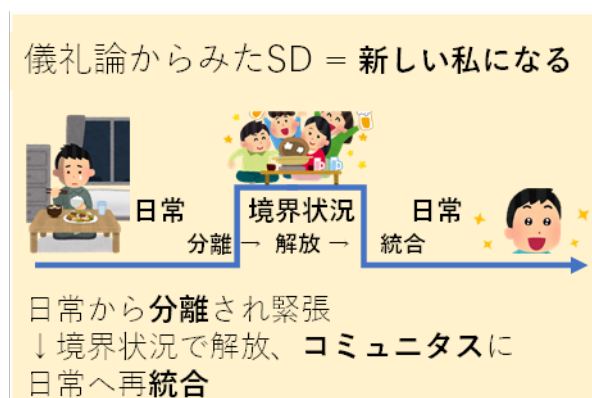 儀礼論からみたSD = 新しい私になる
日常 境界状況 日常
分離→ 解放→ 統合
日常から分離され緊張
↓境界状況で解放、コミュニタスに
日常へ再統合